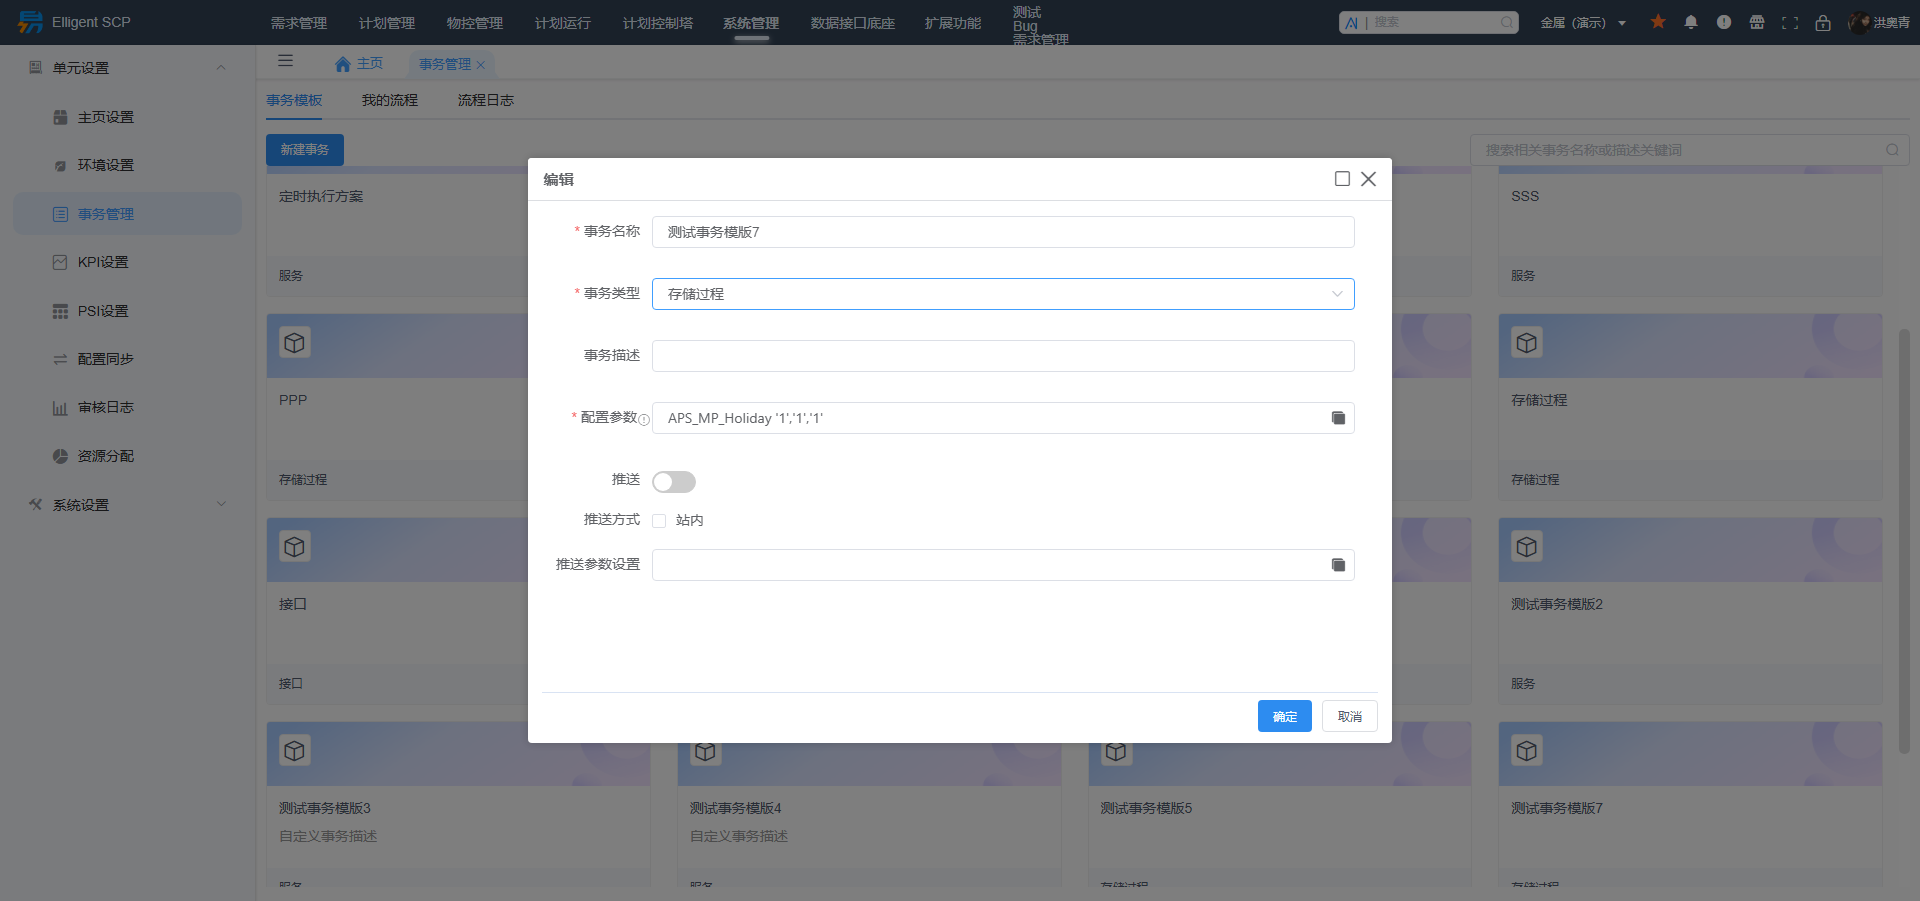 Elligent SCP
需求管理
计划管理
物控管理
计划运行
计划控制塔
系统管理
数据接口底座
扩展功能
测试
Bug
需求管理
AI | 搜索
金属（演示）
洪奥青
单元设置
主页设置
环境设置
事务管理
KPI设置
PSI设置
配置同步
审核日志
资源分配
系统设置
主页
事务管理
事务模板
我的流程
流程日志
新建事务
搜索相关事务名称或描述关键词
定时执行方案
服务
SSS
服务
PPP
存储过程
存储过程
存储过程
接口
接口
测试事务模版2
服务
测试事务模版3
自定义事务描述
服务
测试事务模版4
自定义事务描述
服务
测试事务模版5
存储过程
测试事务模版7
存储过程
编辑
* 事务名称
测试事务模版7
* 事务类型
存储过程
事务描述
* 配置参数
APS_MP_Holiday '1','1','1'
推送
推送方式
站内
推送参数设置
确定
取消